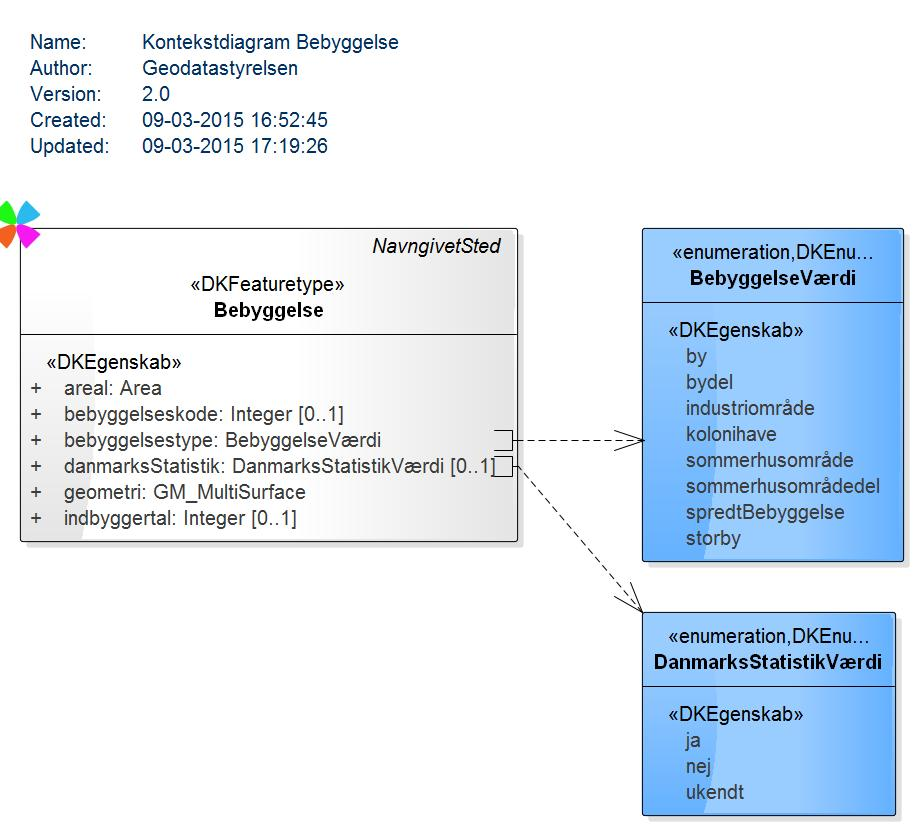 Name: Kontekstdiagram Bebyggelse
Author: Geodatastyrelsen
Version: 2.0
Created: 09-03-2015 16:52:45
Updated: 09-03-2015 17:19:26
NavngivetSted
«DKFeaturetype»
Bebyggelse
«DKEgenskab»
+ areal: Area
+ bebyggelseskode: Integer [0..1]
+ bebyggelsestype: BebyggelseVærdi
+ danmarksStatistik: DanmarksStatistikVærdi [0..1]
+ geometri: GM_MultiSurface
+ indbyggertal: Integer [0..1]
«enumeration,DKEnu...
BebyggelseVærdi
«DKEgenskab»
by
bydel
industriområde
kolonihave
sommerhusområde
sommerhusområdedel
spredtBebyggelse
storby
«enumeration,DKEnu...
DanmarksStatistikVærdi
«DKEgenskab»
ja
nej
ukendt